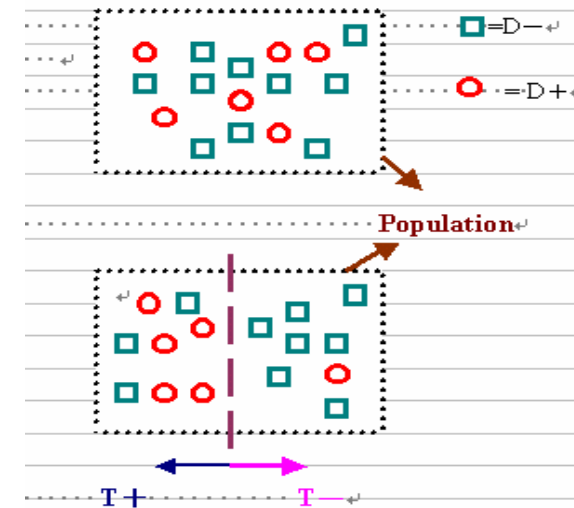 =D−
=D+
Population
T+
T−